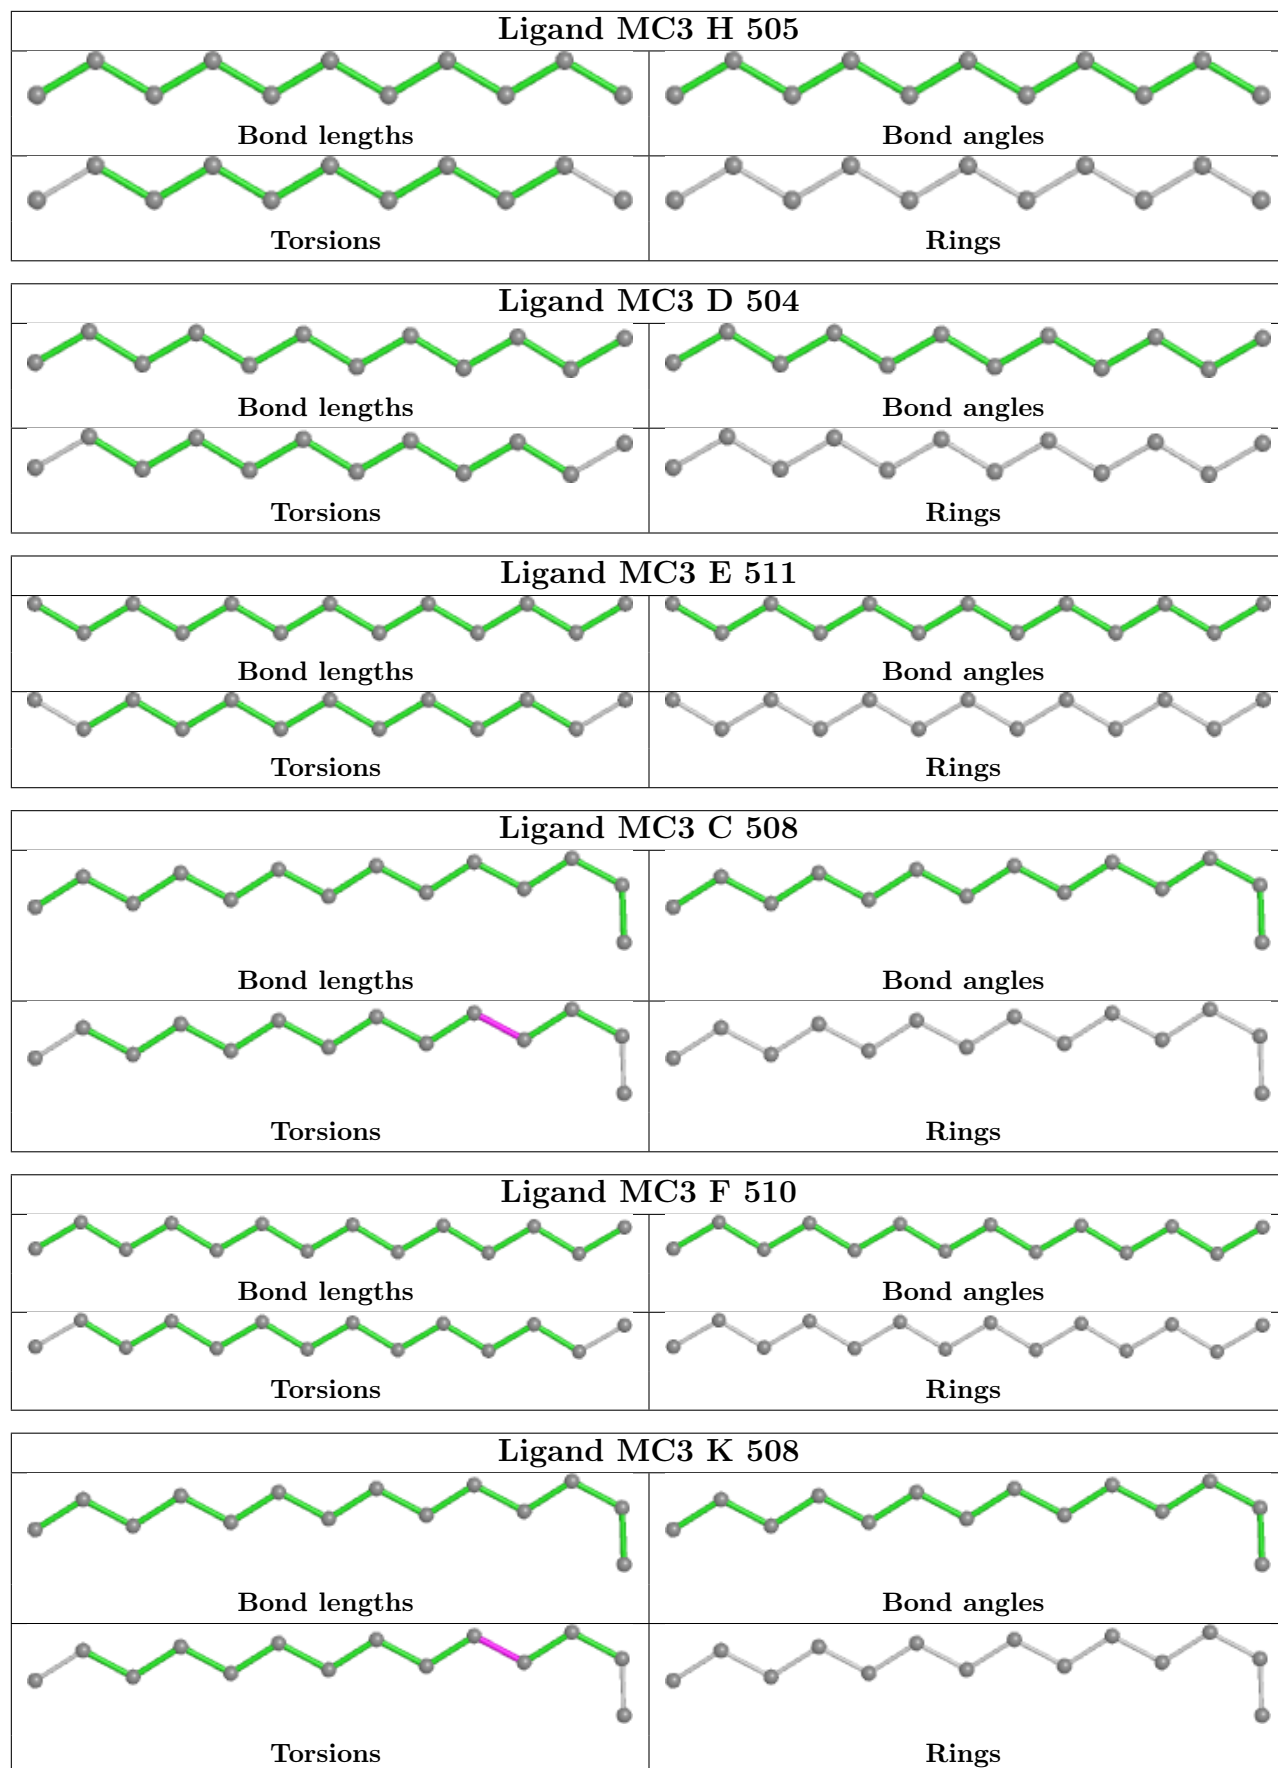 Ligand MC3 H 505
Bond lengths
Bond angles
Torsions
Rings
Ligand MC3 D 504
Bond lengths
Bond angles
Torsions
Rings
Ligand MC3 E 511
Bond lengths
Bond angles
Torsions
Rings
Ligand MC3 C 508
Bond lengths
Bond angles
Torsions
Rings
Ligand MC3 F 510
Bond lengths
Bond angles
Torsions
Rings
Ligand MC3 K 508
Bond lengths
Bond angles
Torsions
Rings